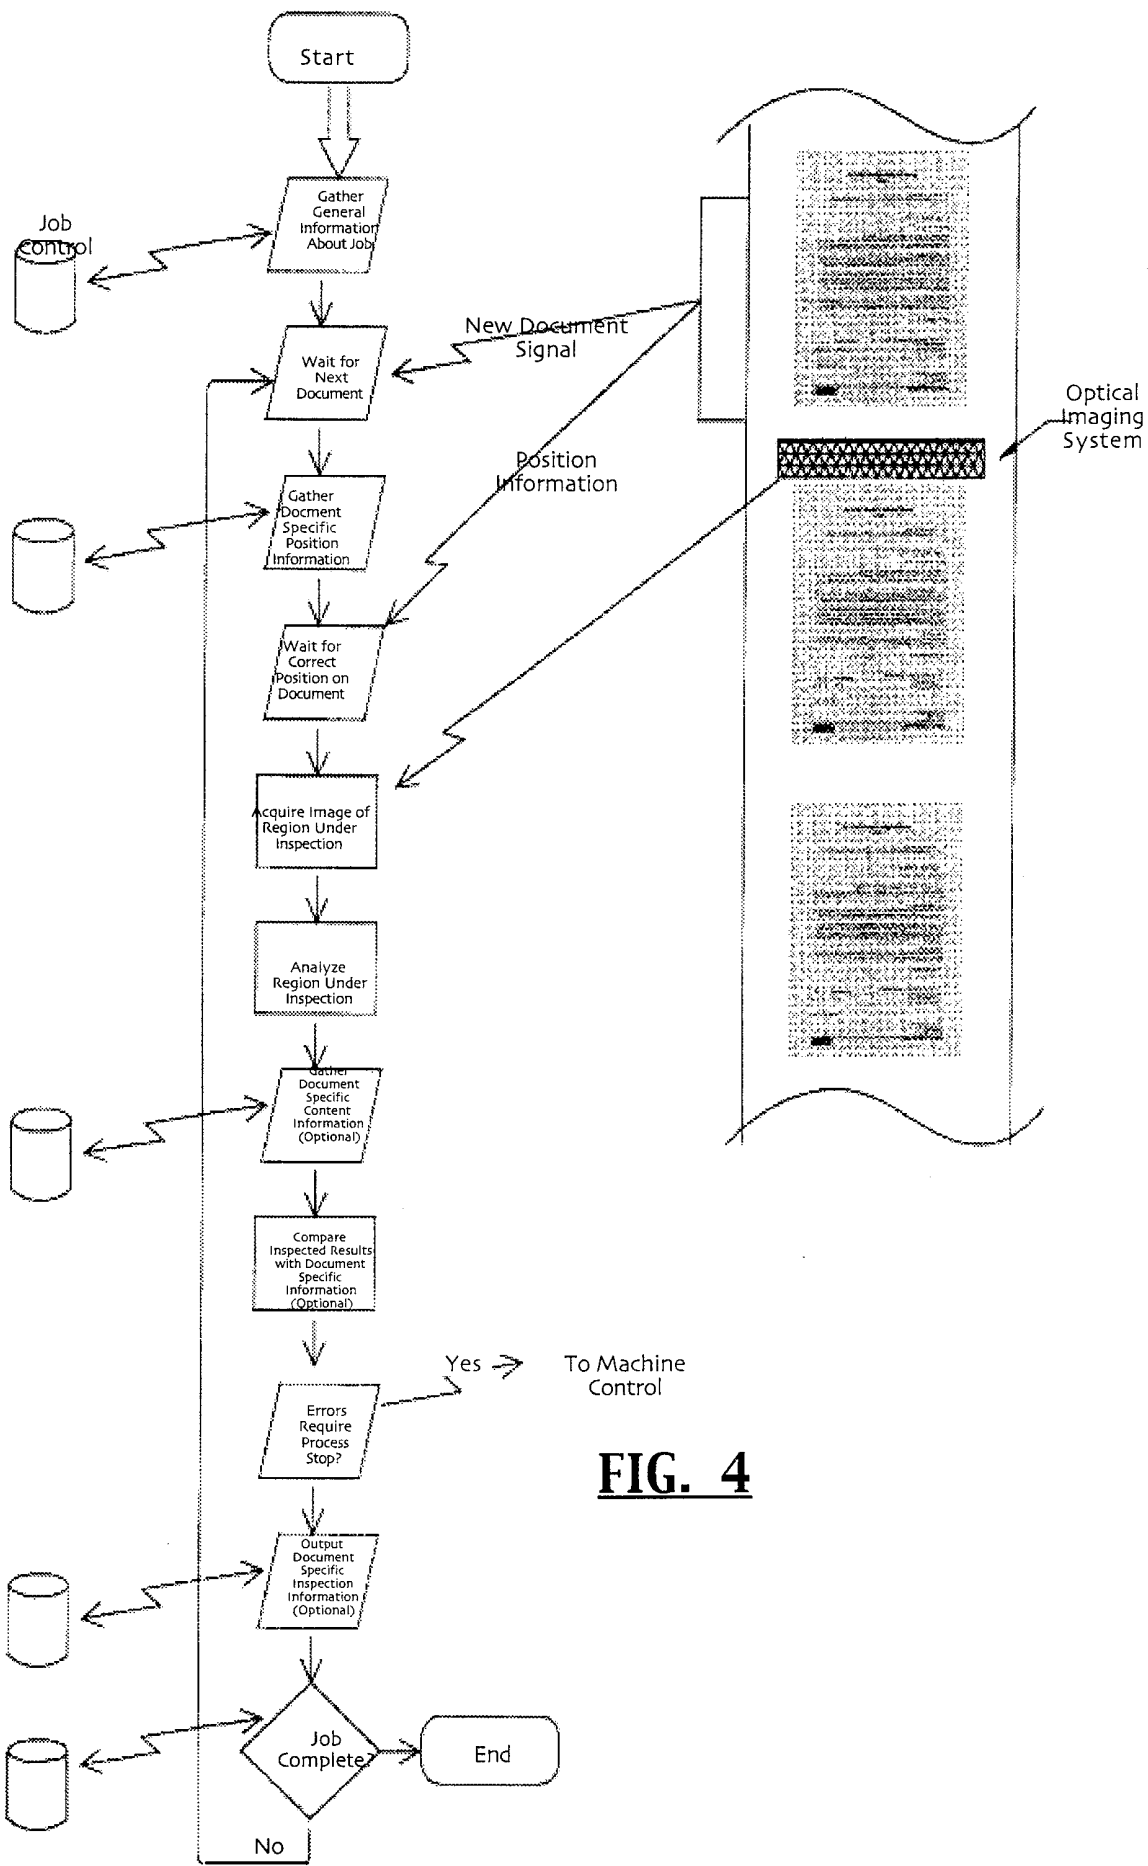 Start
Gather
General
Information
About Job
Job
Control
New Document
Signal
Wait for
Next
Document
Optical
Imaging
System
Position
Information
Gather
Docment
Specific
Position
Information
Wait for
Correct
Position on
Document
Acquire Image of
Region Under
Inspection
Analyze
Region Under
Inspection
Gather
Document
Specific
Content
Information
(Optional)
Compare
Inspected Results
with Document
Specific
Information
(Optional)
Yes
To Machine
Control
Errors
Require
Process
Stop?
FIG. 4
Output
Document
Specific
Inspection
Information
(Optional)
Job
Complete?
End
No